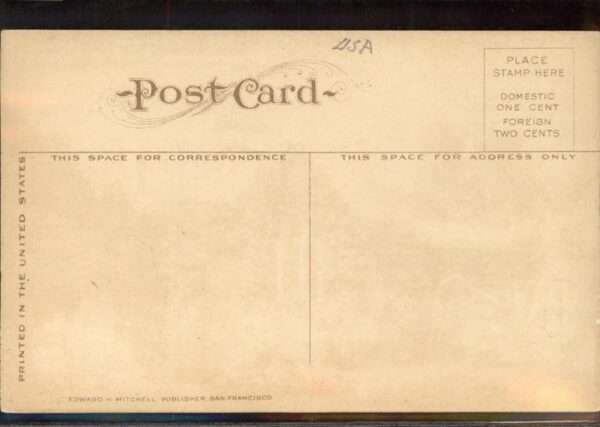 USA
Post Card
PLACE
STAMP HERE
DOMESTIC
ONE CENT
FOREIGN
TWO CENTS
THIS SPACE FOR CORRESPONDENCE
THIS SPACE FOR ADDRESS ONLY
PRINTED IN THE UNITED STATES
EDWARD H. MITCHELL PUBLISHER SAN FRANCISCO